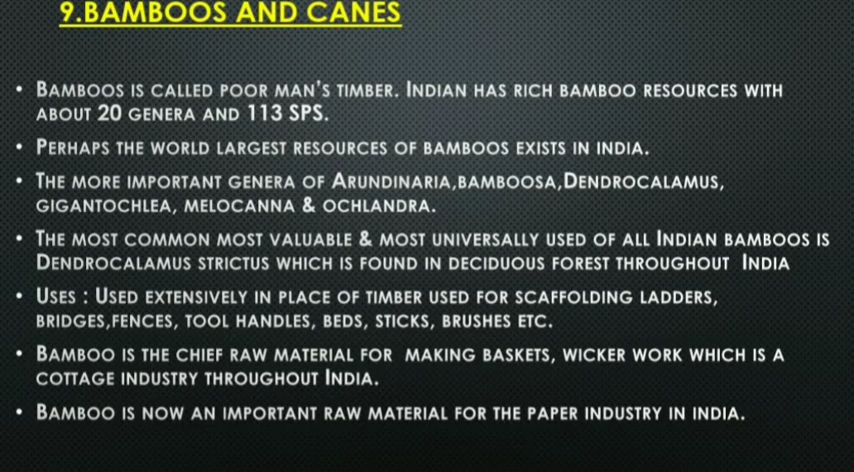 9.BAMBOOS AND CANES
• BAMBOOS IS CALLED POOR MAN'S TIMBER. INDIAN HAS RICH BAMBOO RESOURCES WITH
ABOUT 20 GENERA AND 113 SPS.
• PERHAPS THE WORLD LARGEST RESOURCES OF BAMBOOS EXISTS IN INDIA.
• THE MORE IMPORTANT GENERA OF ARUNDINARIA,BAMBOOSA,DENDROCALAMUS,
GIGANTOCHLEA, MELOCANNA & OCHLANDRA.
• THE MOST COMMON MOST VALUABLE & MOST UNIVERSALLY USED OF ALL INDIAN BAMBOOS IS
DENDROCALAMUS STRICTUS WHICH IS FOUND IN DECIDUOUS FOREST THROUGHOUT INDIA
• USES : USED EXTENSIVELY IN PLACE OF TIMBER USED FOR SCAFFOLDING LADDERS,
BRIDGES,FENCES, TOOL HANDLES, BEDS, STICKS, BRUSHES ETC.
• BAMBOO IS THE CHIEF RAW MATERIAL FOR MAKING BASKETS, WICKER WORK WHICH IS A
COTTAGE INDUSTRY THROUGHOUT INDIA.
• BAMBOO IS NOW AN IMPORTANT RAW MATERIAL FOR THE PAPER INDUSTRY IN INDIA.